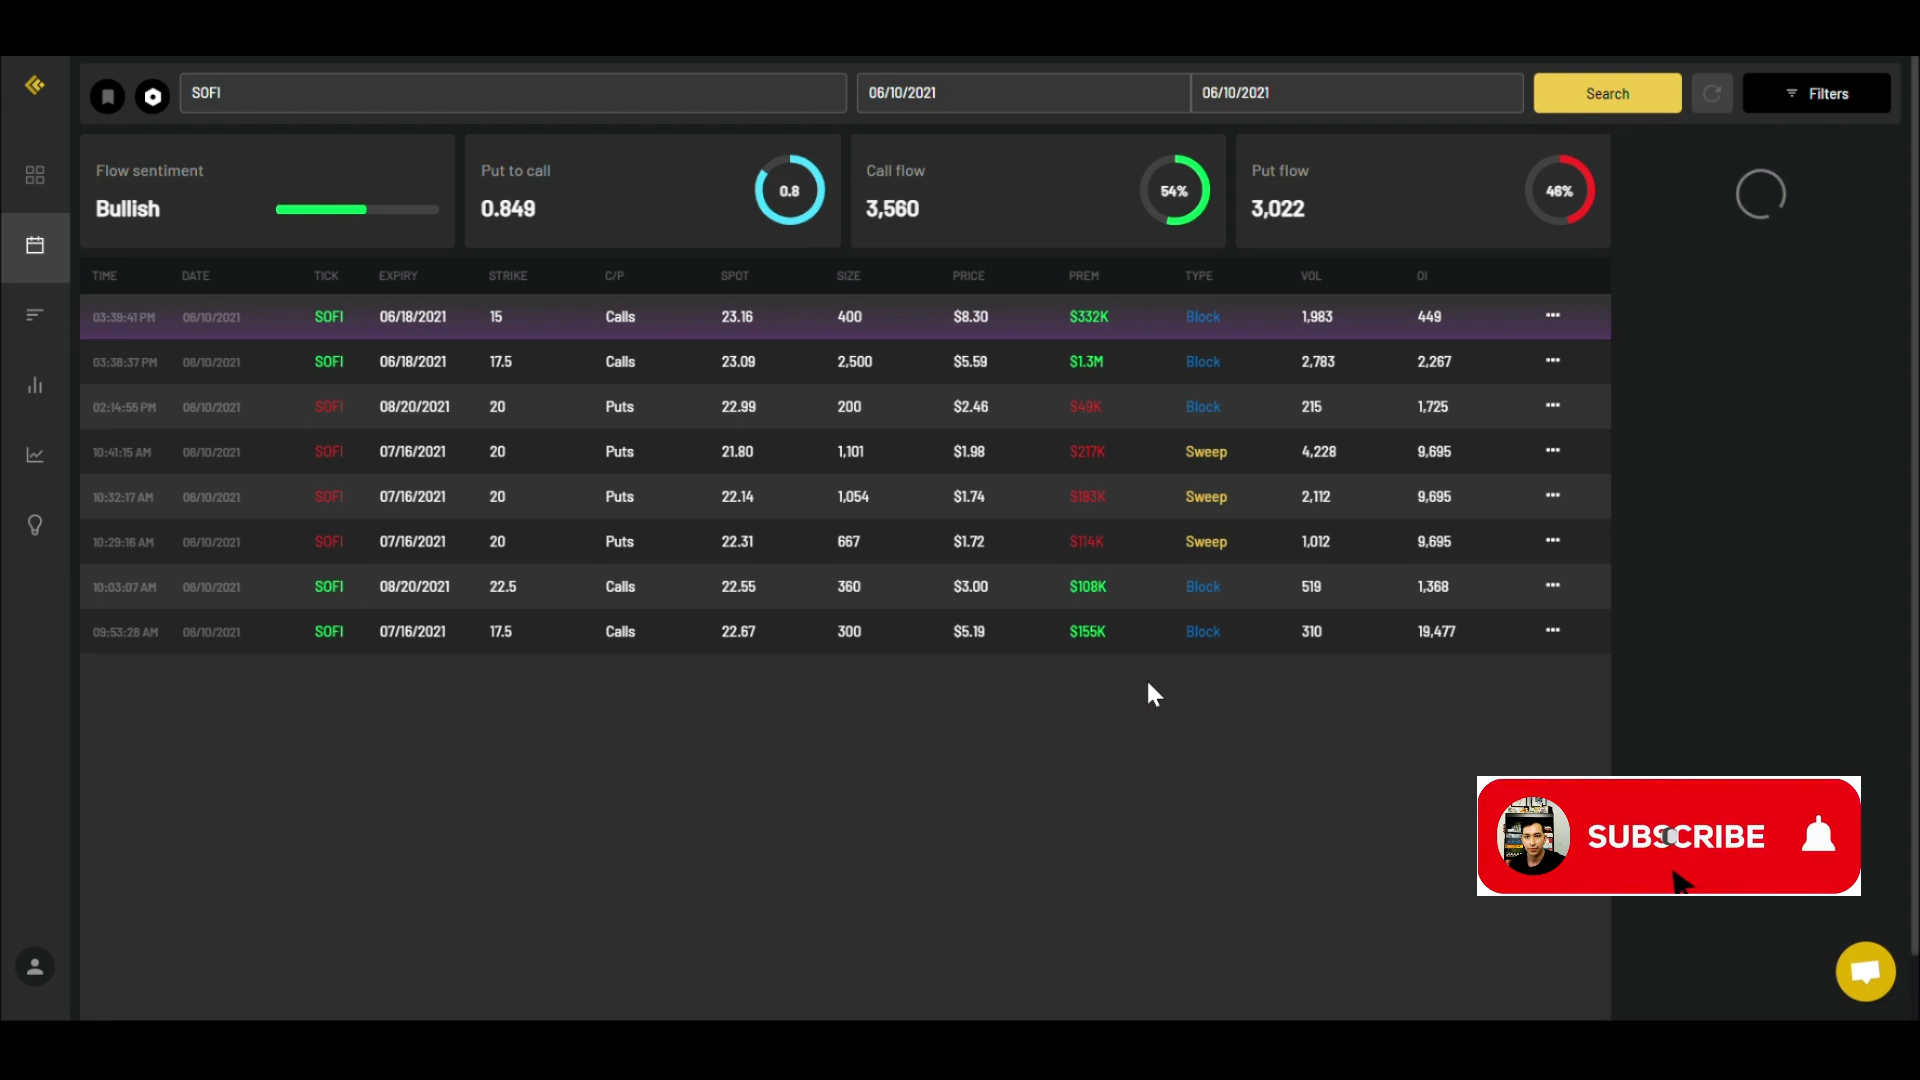 SOFI 06/10/2021 06/10/2021 Search Filters
Flow sentiment Put to call Call flow Put flow
Bullish 0.849 0.8 3,560 54% 3,022 46%
TIME DATE TICK EXPIRY STRIKE C/P SPOT SIZE PRICE PREM TYPE VOL OI
03:39:41 PM 06/10/2021 SOFI 06/18/2021 15 Calls 23.16 400 $8.30 $332K Block 1,983 449 •••
03:38:37 PM 06/10/2021 SOFI 06/18/2021 17.5 Calls 23.09 2,500 $5.59 $1.3M Block 2,783 2,267 •••
02:14:55 PM 06/10/2021 SOFI 08/20/2021 20 Puts 22.99 200 $2.46 $49K Block 215 1,725 •••
10:41:15 AM 06/10/2021 SOFI 07/16/2021 20 Puts 21.80 1,101 $1.98 $217K Sweep 4,228 9,695 •••
10:32:17 AM 06/10/2021 SOFI 07/16/2021 20 Puts 22.14 1,054 $1.74 $183K Sweep 2,112 9,695 •••
10:29:16 AM 06/10/2021 SOFI 07/16/2021 20 Puts 22.31 667 $1.72 $114K Sweep 1,012 9,695 •••
10:03:07 AM 06/10/2021 SOFI 08/20/2021 22.5 Calls 22.55 360 $3.00 $108K Block 519 1,368 •••
09:53:28 AM 06/10/2021 SOFI 07/16/2021 17.5 Calls 22.67 300 $5.19 $155K Block 310 19,477 •••
SUBSCRIBE